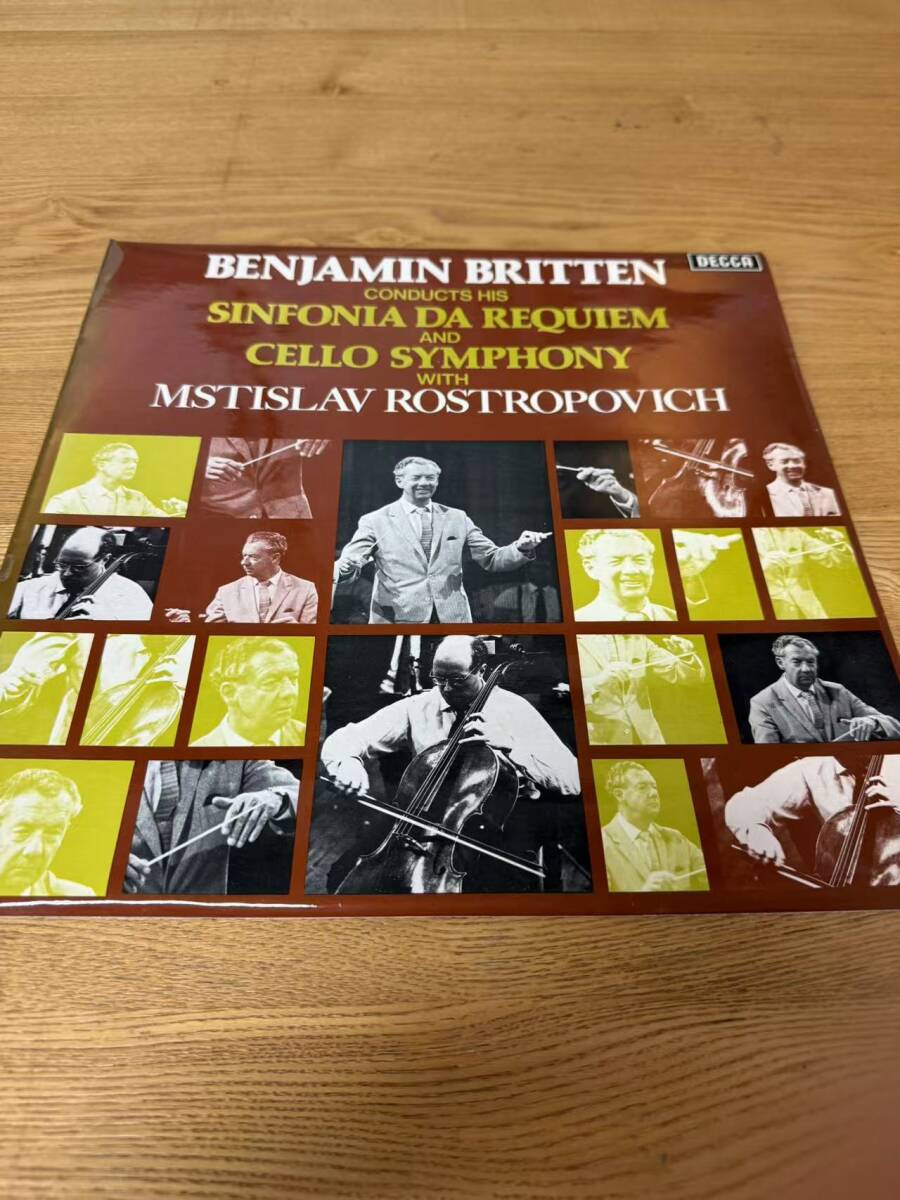 BENJAMIN BRITTEN
DECCA
CONDUCTS HIS
SINFONIA DA REQUIEM
AND
CELLO SYMPHONY
WITH
MSTISLAV ROSTROPOVICH